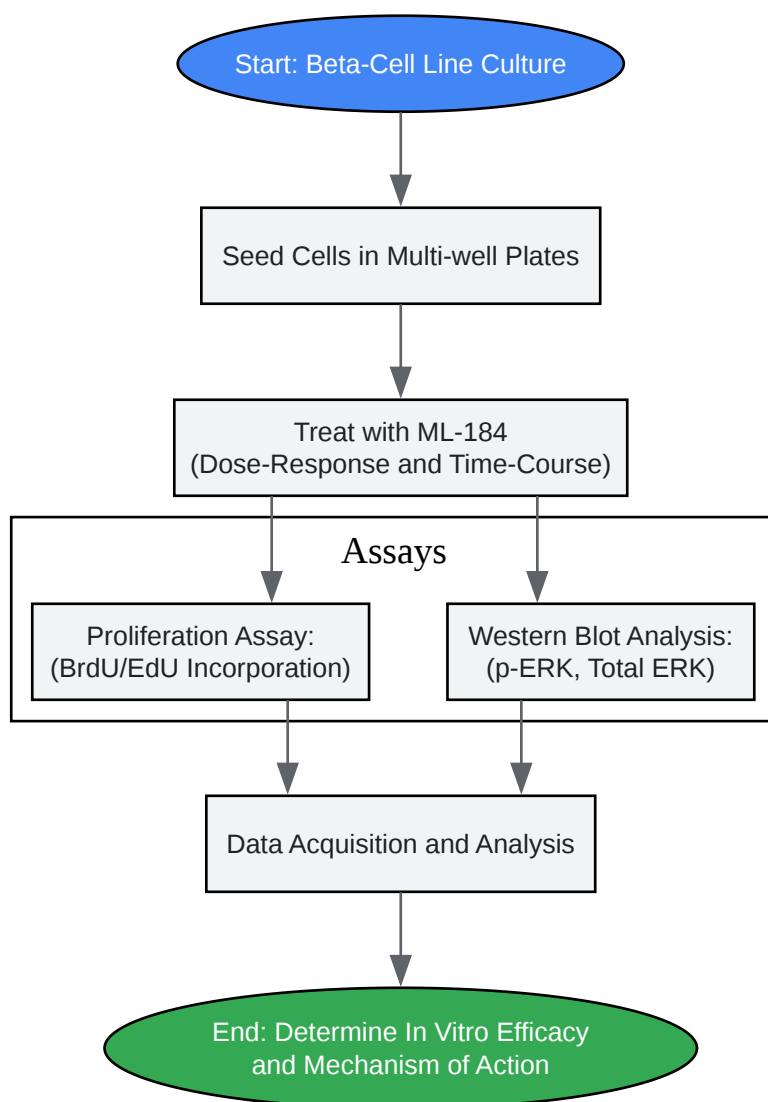 Start: Beta-Cell Line Culture
Seed Cells in Multi-well Plates
Treat with ML-184
(Dose-Response and Time-Course)
Assays
Proliferation Assay:
(BrdU/EdU Incorporation)
Western Blot Analysis:
(p-ERK, Total ERK)
Data Acquisition and Analysis
End: Determine In Vitro Efficacy
and Mechanism of Action